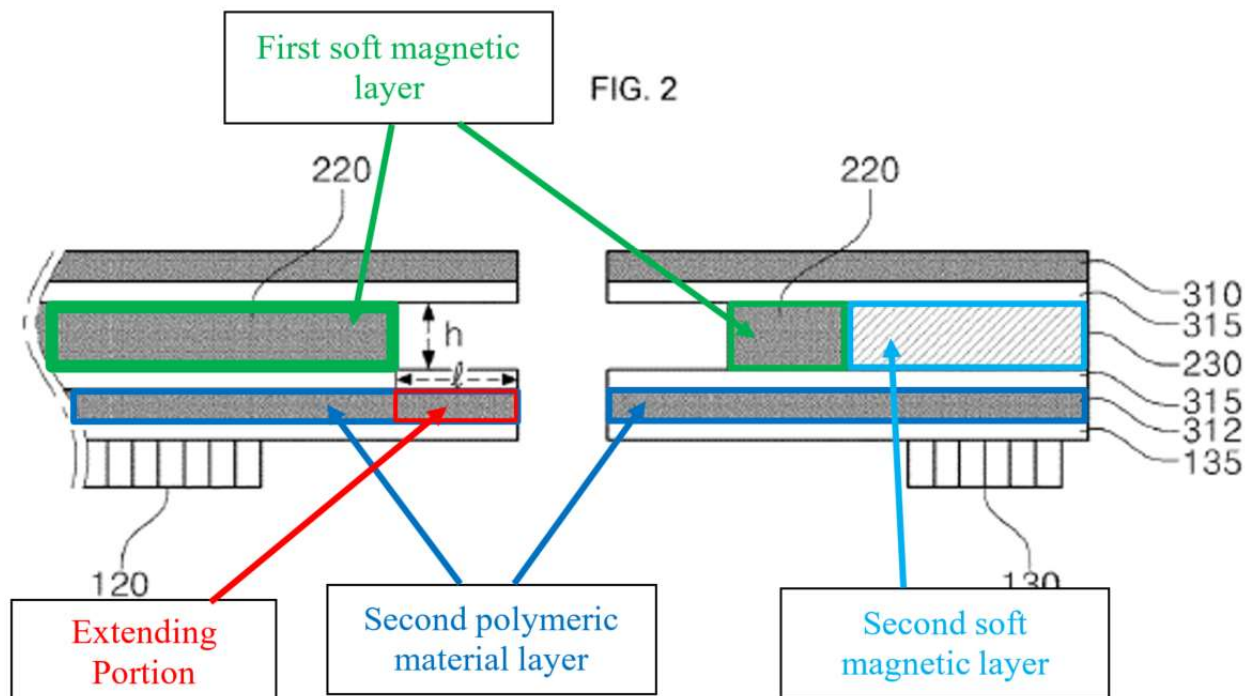 First soft magnetic
layer
FIG. 2
220
220
310
315
h
230
ℓ
315
312
135
120
130
Extending
Portion
Second polymeric
material layer
Second soft
magnetic layer